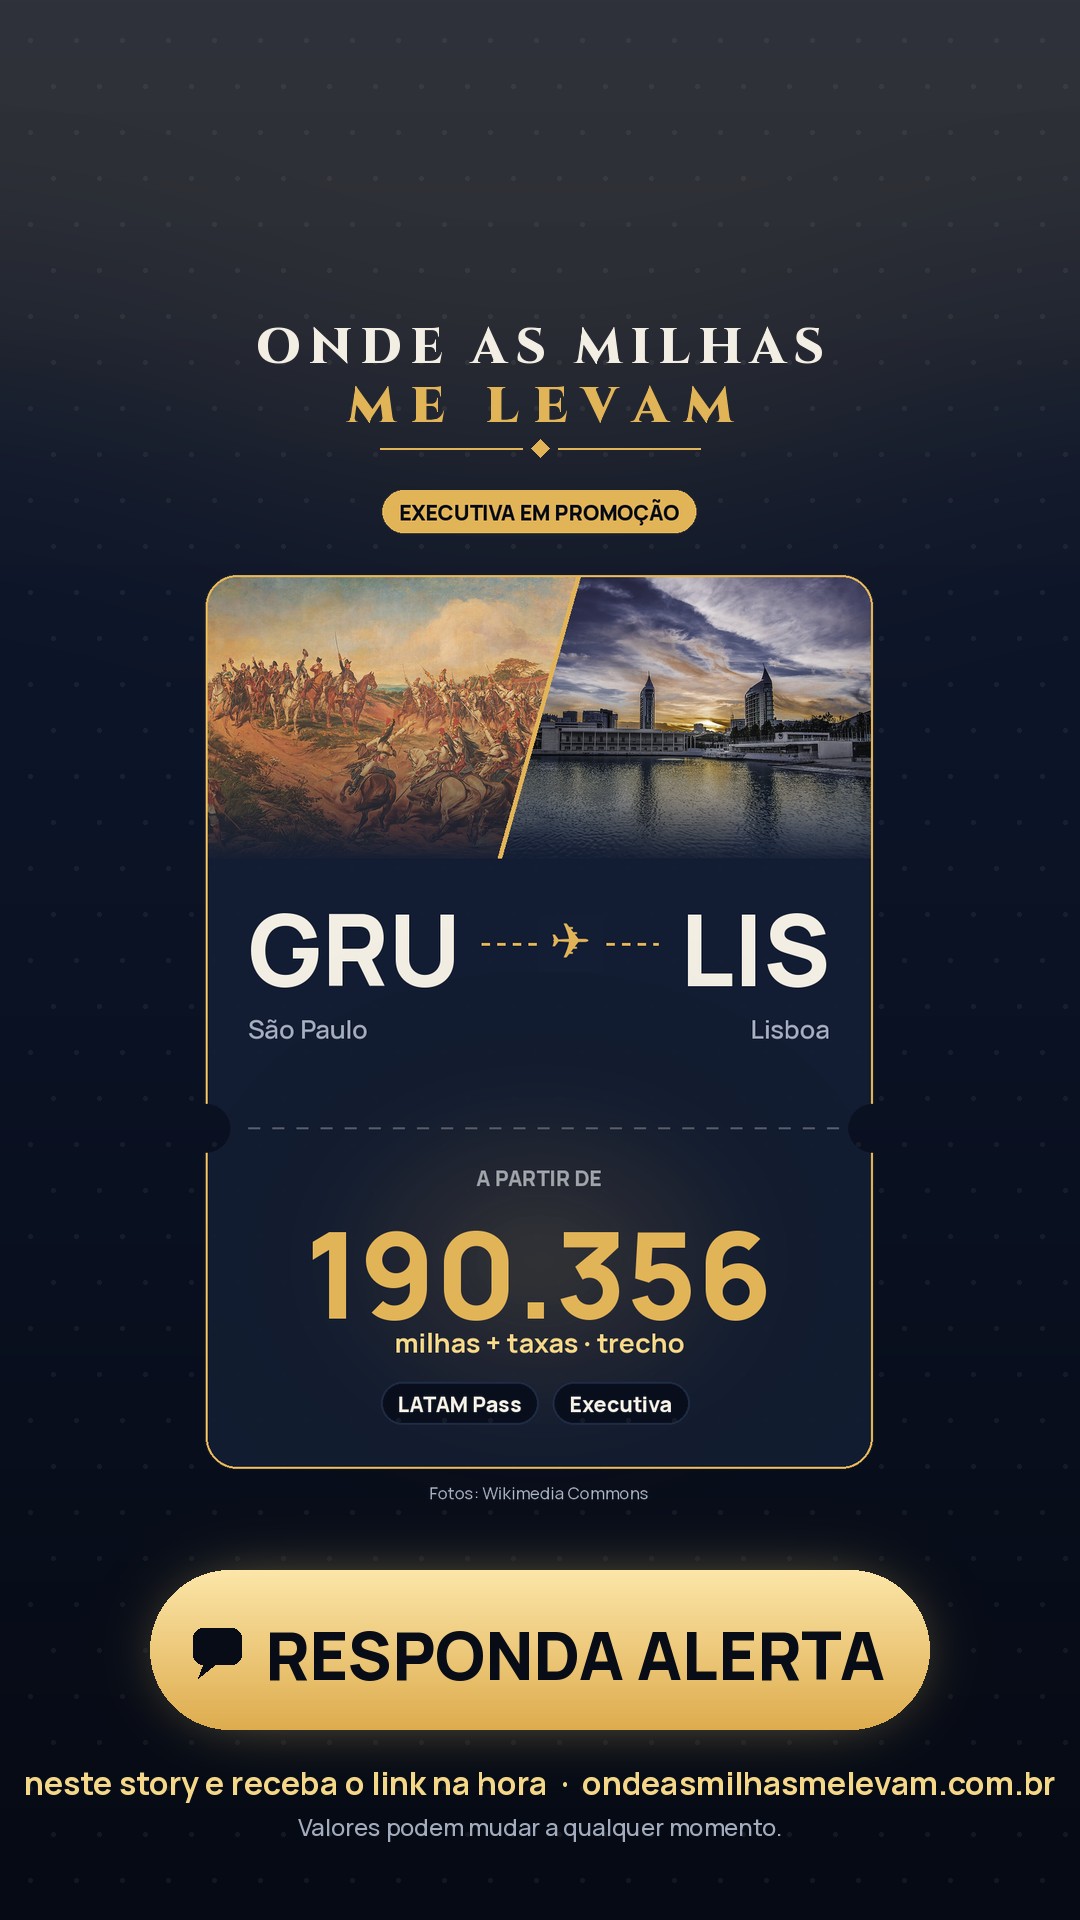 ONDE AS MILHAS
ME LEVAM
EXECUTIVA EM PROMOÇÃO
GRU LIS
São Paulo Lisboa
A PARTIR DE
190.356
milhas + taxas · trecho
LATAM Pass Executiva
Fotos: Wikimedia Commons
RESPONDA ALERTA
neste story e receba o link na hora · ondeasmilhasmelevam.com.br
Valores podem mudar a qualquer momento.